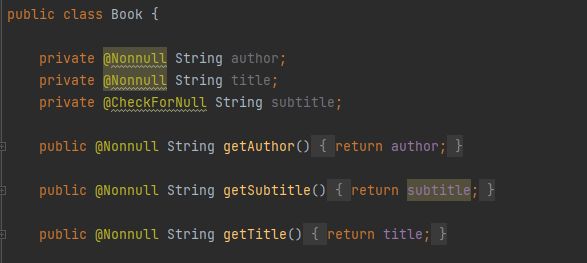 public class Book {
private @Nonnull String author;
private @Nonnull String title;
private @CheckForNull String subtitle;
public @Nonnull String getAuthor() { return author; }
public @Nonnull String getSubtitle() { return subtitle; }
public @Nonnull String getTitle() { return title; }